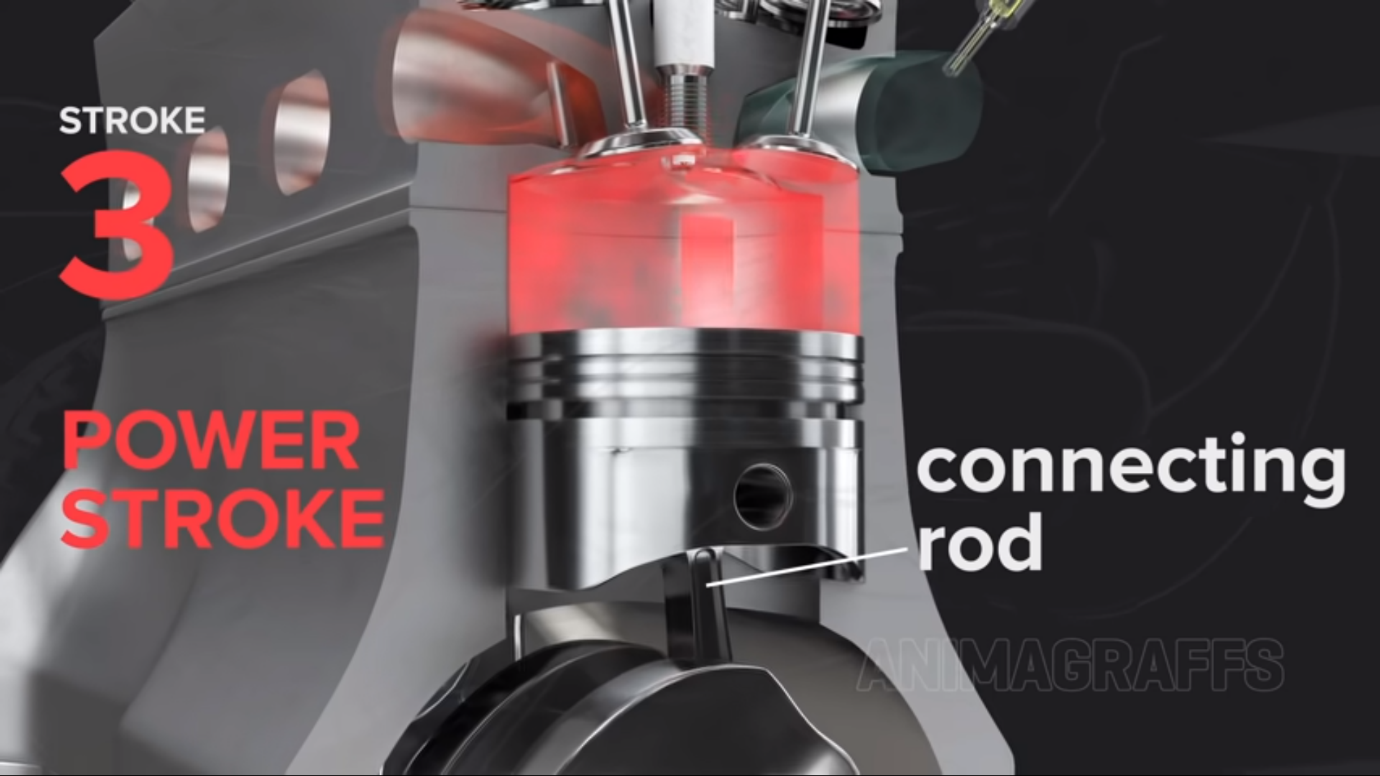 STROKE
3
POWER
STROKE
connecting
rod
ANIMAGRAFFS